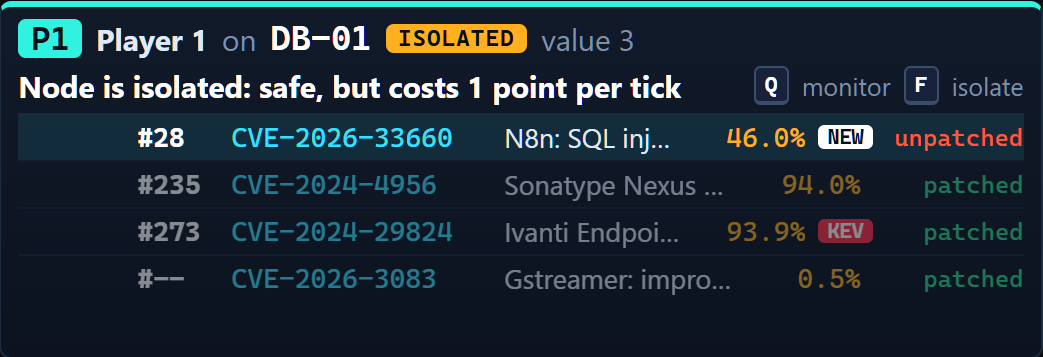 P1 Player 1 on DB-01 ISOLATED value 3
Node is isolated: safe, but costs 1 point per tick Q monitor F isolate
#28 CVE-2026-33660 N8n: SQL inj... 46.0% NEW unpatched
#235 CVE-2024-4956 Sonatype Nexus ... 94.0% patched
#273 CVE-2024-29824 Ivanti Endpoi... 93.9% KEV patched
#-- CVE-2026-3083 Gstreamer: impro... 0.5% patched